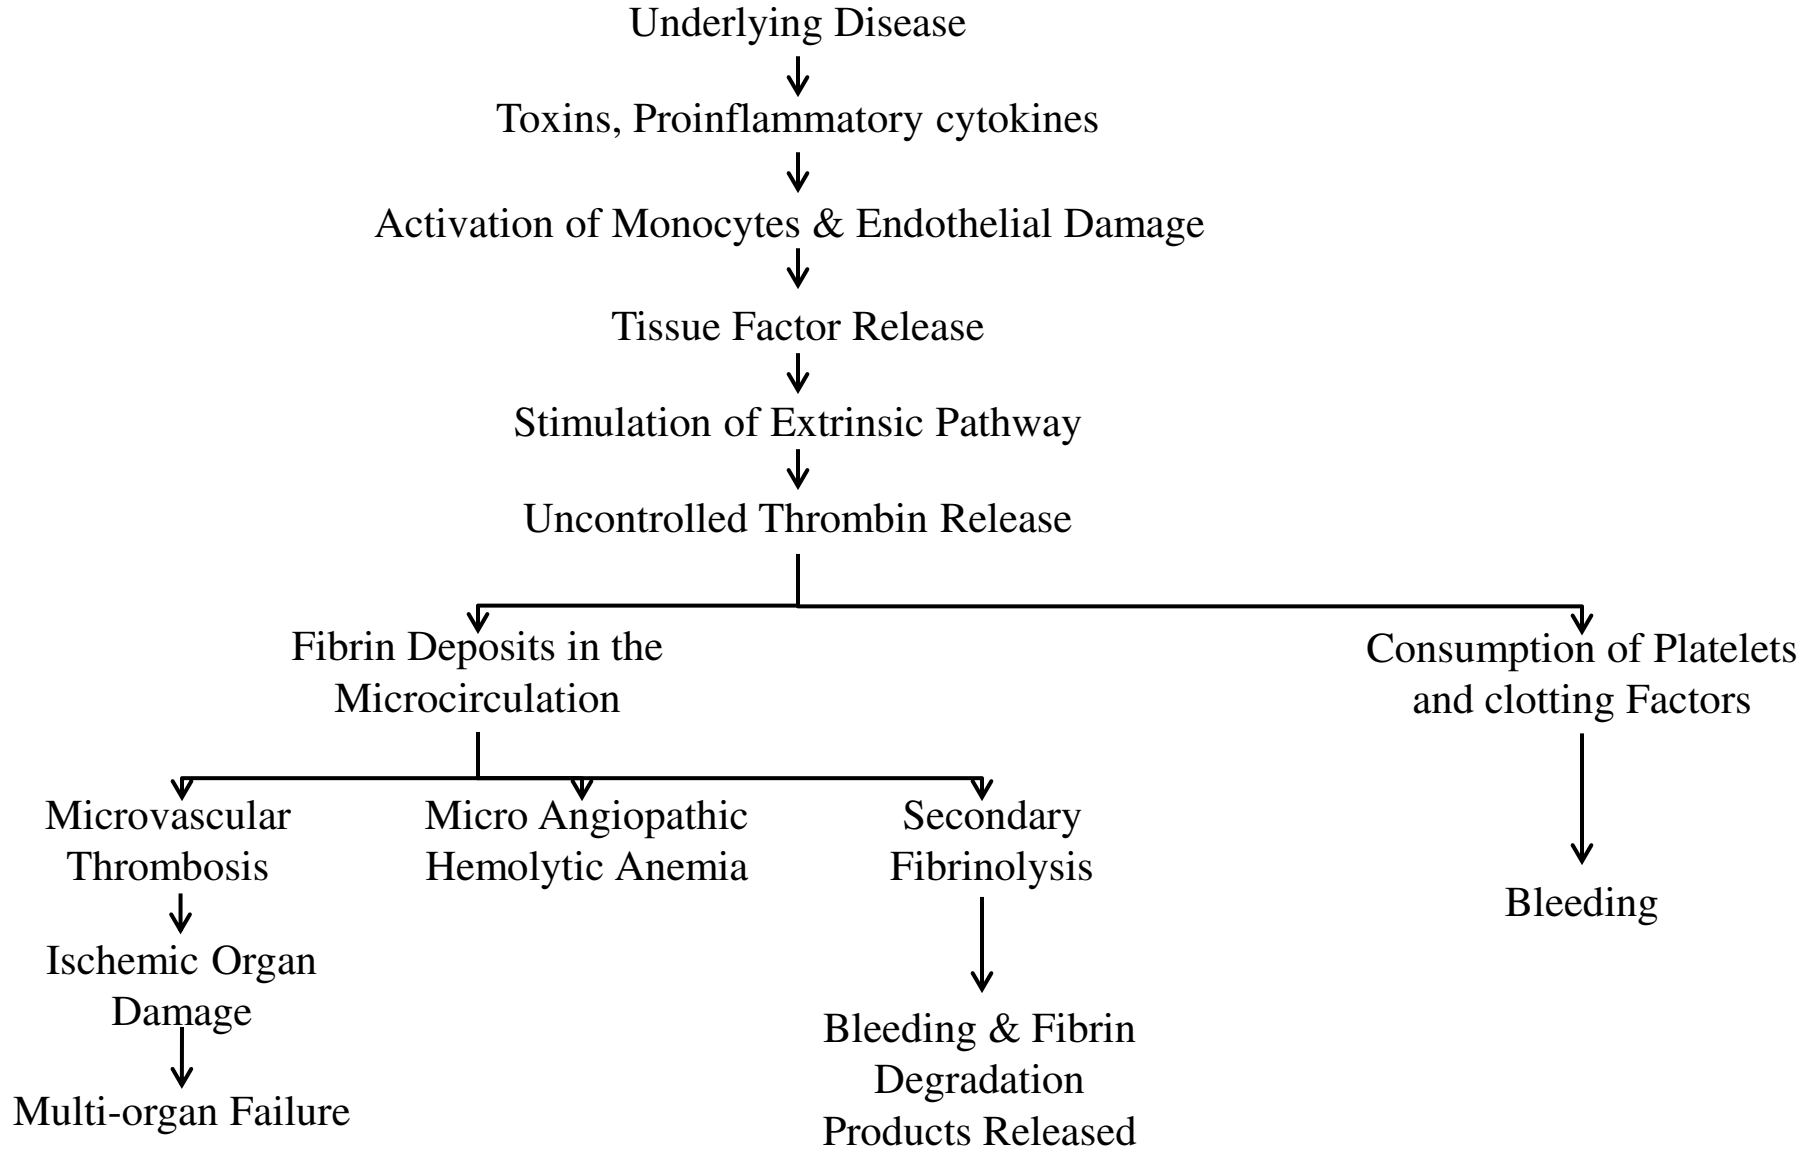 Underlying Disease
Toxins, Proinflammatory cytokines
Activation of Monocytes & Endothelial Damage
Tissue Factor Release
Stimulation of Extrinsic Pathway
Uncontrolled Thrombin Release
Fibrin Deposits in the
Microcirculation
Consumption of Platelets
and clotting Factors
Microvascular
Thrombosis
Micro Angiopathic
Hemolytic Anemia
Secondary
Fibrinolysis
Bleeding
Ischemic Organ
Damage
Bleeding & Fibrin
Degradation
Products Released
Multi-organ Failure